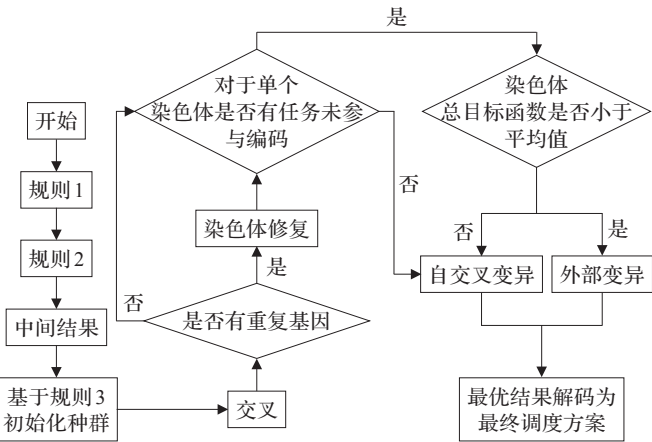 开始
规则1
规则2
中间结果
基于规则3
初始化种群
交叉
是否有重复基因
否
是
染色体修复
对于单个
染色体是否有任务未参
与编码
是
否
染色体
总目标函数是否小于
平均值
否
是
自交叉变异
外部变异
最优结果解码为
最终调度方案